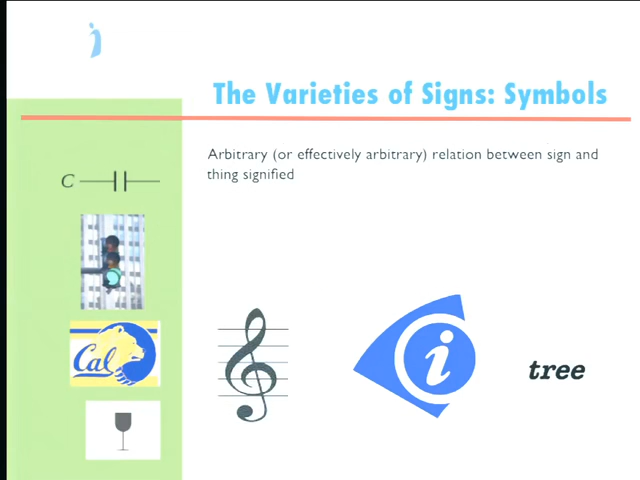 i
The Varieties of Signs: Symbols
Arbitrary (or effectively arbitrary) relation between sign and
thing signified
C
Cal
i
tree